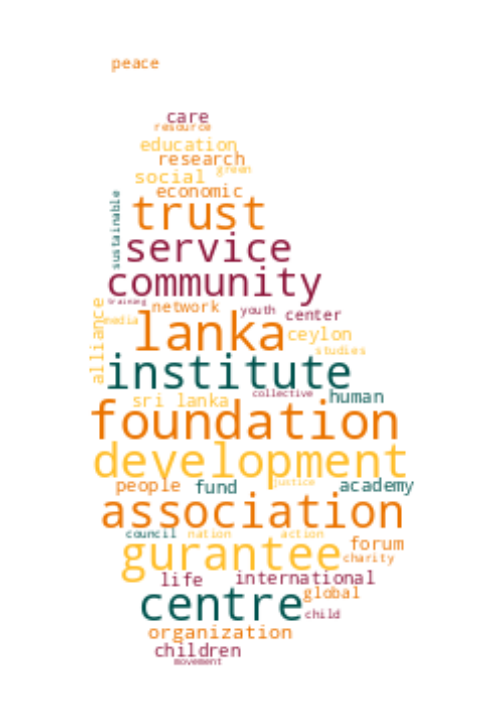 peace
care
resource
education
research
green
social
economic
sustainable
trust
service
community
training
network
youth
center
alliance
media
lanka
ceylon
studies
institute
collective
human
sri lanka
foundation
development
people
fund
justice
academy
association
council
nation
action
gurantee
forum
charity
life
international
centre
global
child
organization
children
movement